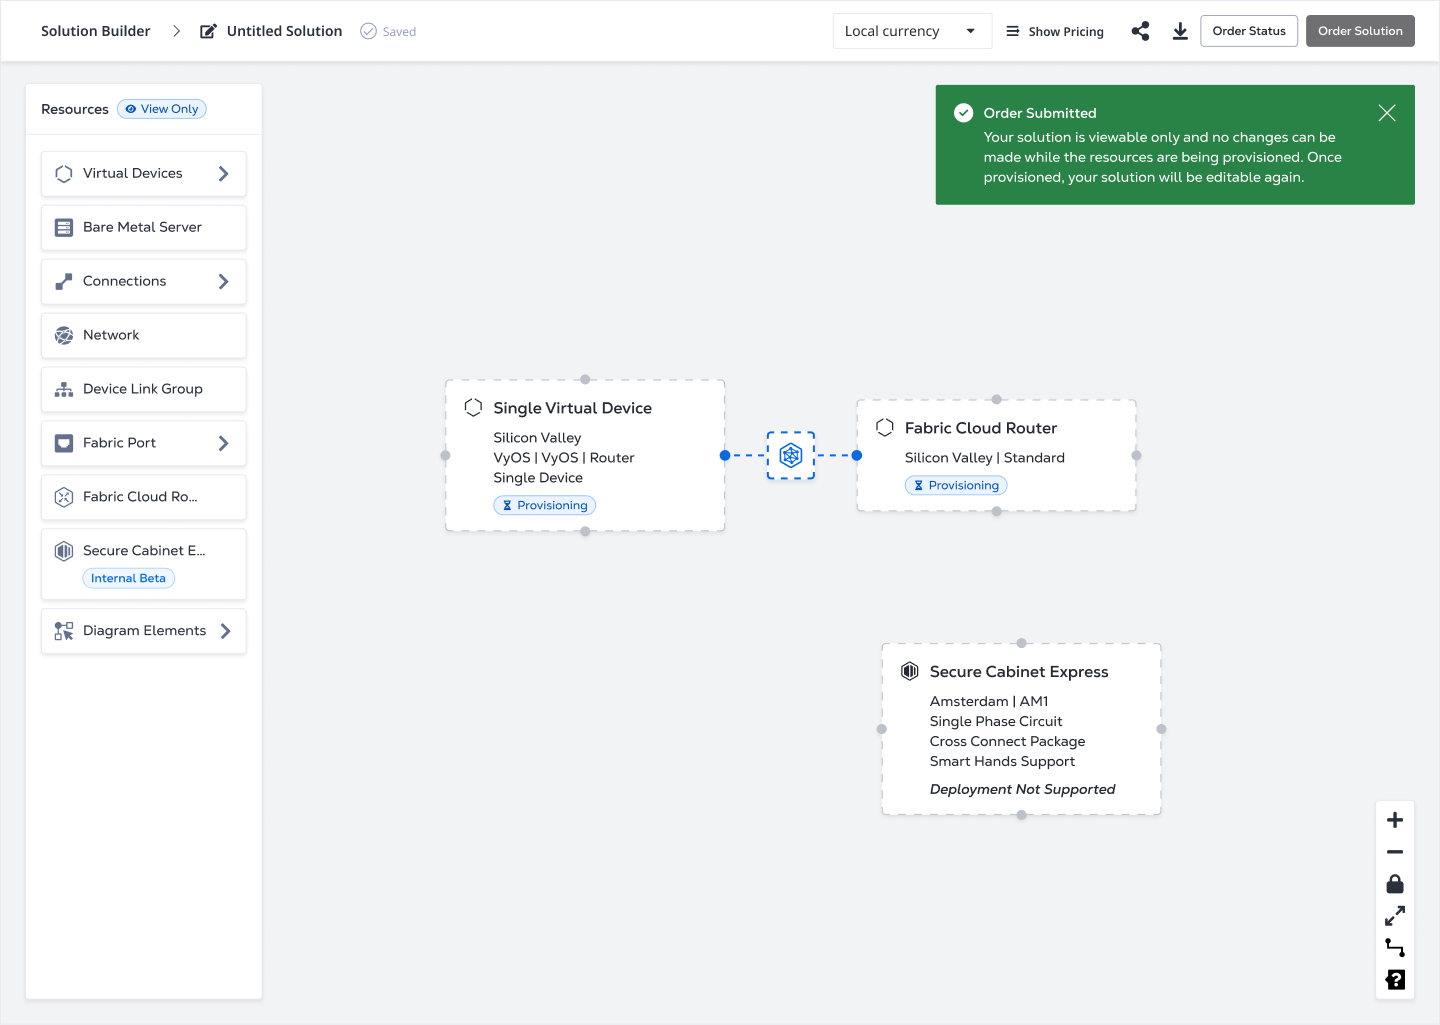 Solution Builder
Untitled Solution
Saved
Local currency
Show Pricing
Order Status
Order Solution
Resources
View Only
Virtual Devices
Bare Metal Server
Connections
Network
Device Link Group
Fabric Port
Fabric Cloud Ro...
Secure Cabinet E...
Internal Beta
Diagram Elements
Order Submitted
Your solution is viewable only and no changes can be
made while the resources are being provisioned. Once
provisioned, your solution will be editable again.
Single Virtual Device
Silicon Valley
VyOS | VyOS | Router
Single Device
Provisioning
Fabric Cloud Router
Silicon Valley | Standard
Provisioning
Secure Cabinet Express
Amsterdam | AM1
Single Phase Circuit
Cross Connect Package
Smart Hands Support
Deployment Not Supported